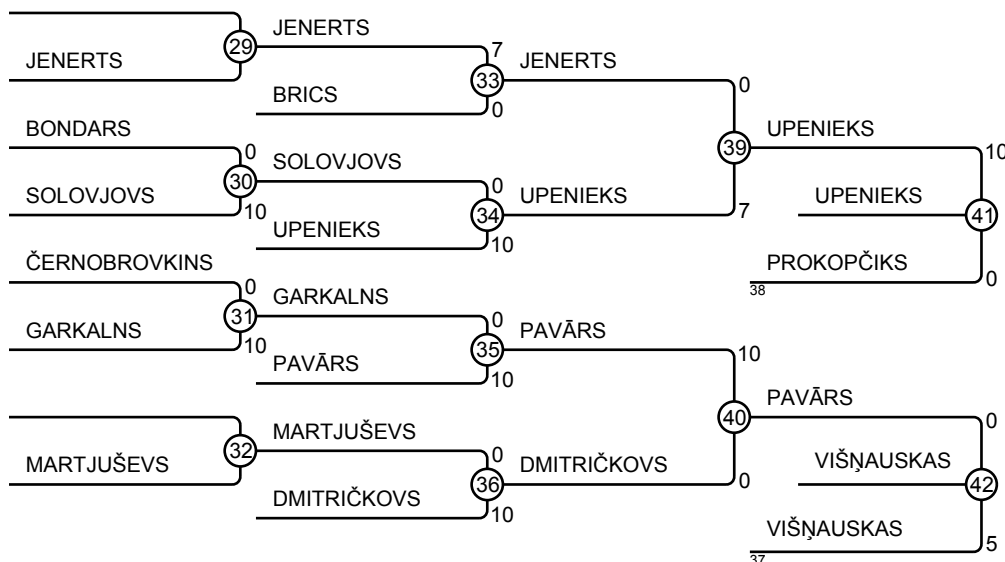 JENERTS
29
JENERTS
7
33
JENERTS
BRICS
0
0
BONDARS
0
30
SOLOVJOVS
39
UPENIEKS
10
SOLOVJOVS
10
0
34
UPENIEKS
7
UPENIEKS
41
UPENIEKS
10
ČERNOBROVKINS
0
PROKOPČIKS
38
0
31
GARKALNS
GARKALNS
10
0
35
PAVĀRS
PAVĀRS
10
10
40
PAVĀRS
0
MARTJUŠEVS
32
MARTJUŠEVS
0
36
DMITRIČKOVS
0
VIŠŅAUSKAS
42
DMITRIČKOVS
10
VIŠŅAUSKAS
37
5